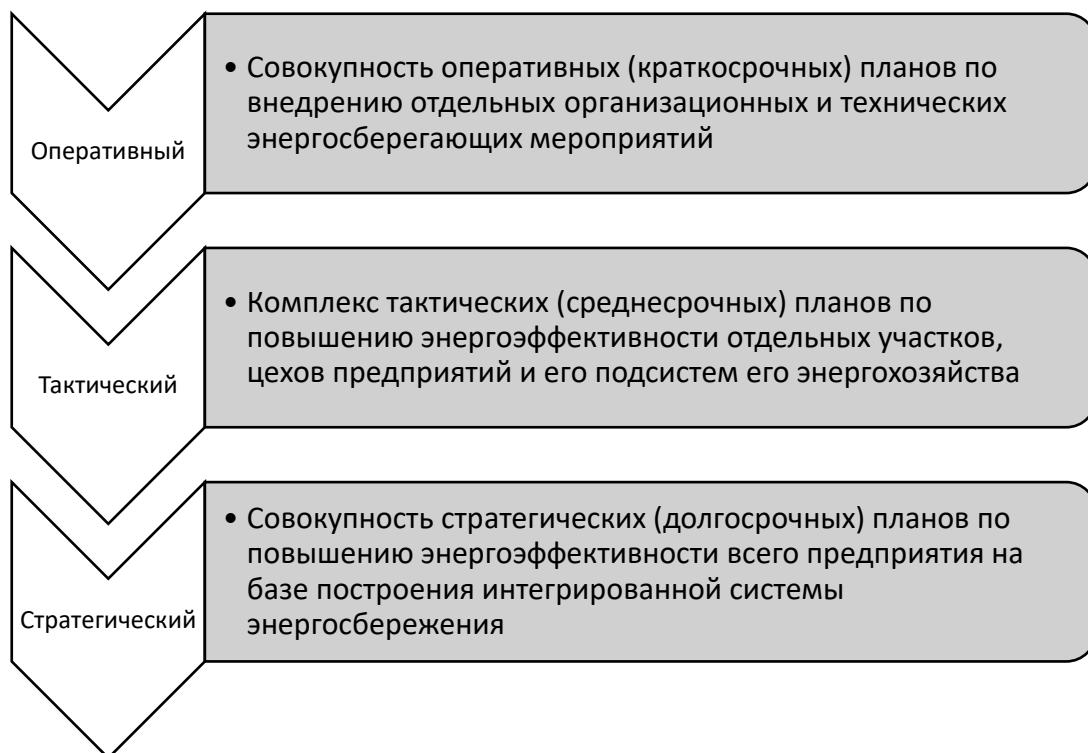 Оперативный
• Совокупность оперативных (краткосрочных) планов по
внедрению отдельных организационных и технических
энергосберегающих мероприятий
Тактический
• Комплекс тактических (среднесрочных) планов по
повышению энергоэффективности отдельных участков,
цехов предприятий и его подсистем его энергохозяйства
Стратегический
• Совокупность стратегических (долгосрочных) планов по
повышению энергоэффективности всего предприятия на
базе построения интегрированной системы
энергосбережения